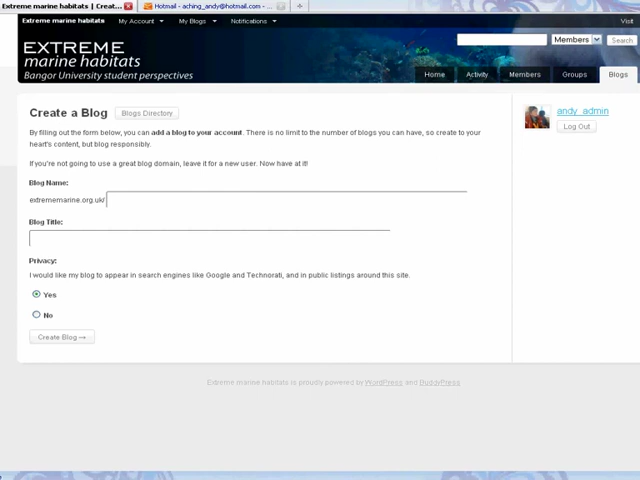 Extreme marine habitats | Creat...
Hotmail - aching_andy@hotmail.com - ...
Extreme marine habitats
My Account
My Blogs
Notifications
Visit
EXTREME
marine habitats
Bangor University student perspectives
Members
Search
Home
Activity
Members
Groups
Blogs
Create a Blog
Blogs Directory
By filling out the form below, you can add a blog to your account. There is no limit to the number of blogs you can have, so create to your
heart's content, but blog responsibly.
If you're not going to use a great blog domain, leave it for a new user. Now have at it!
Blog Name:
extrememarine.org.uk/
Blog Title:
Privacy:
I would like my blog to appear in search engines like Google and Technorati, and in public listings around this site.
Yes
No
Create Blog →
andy_admin
Log Out
Extreme marine habitats is proudly powered by WordPress and BuddyPress